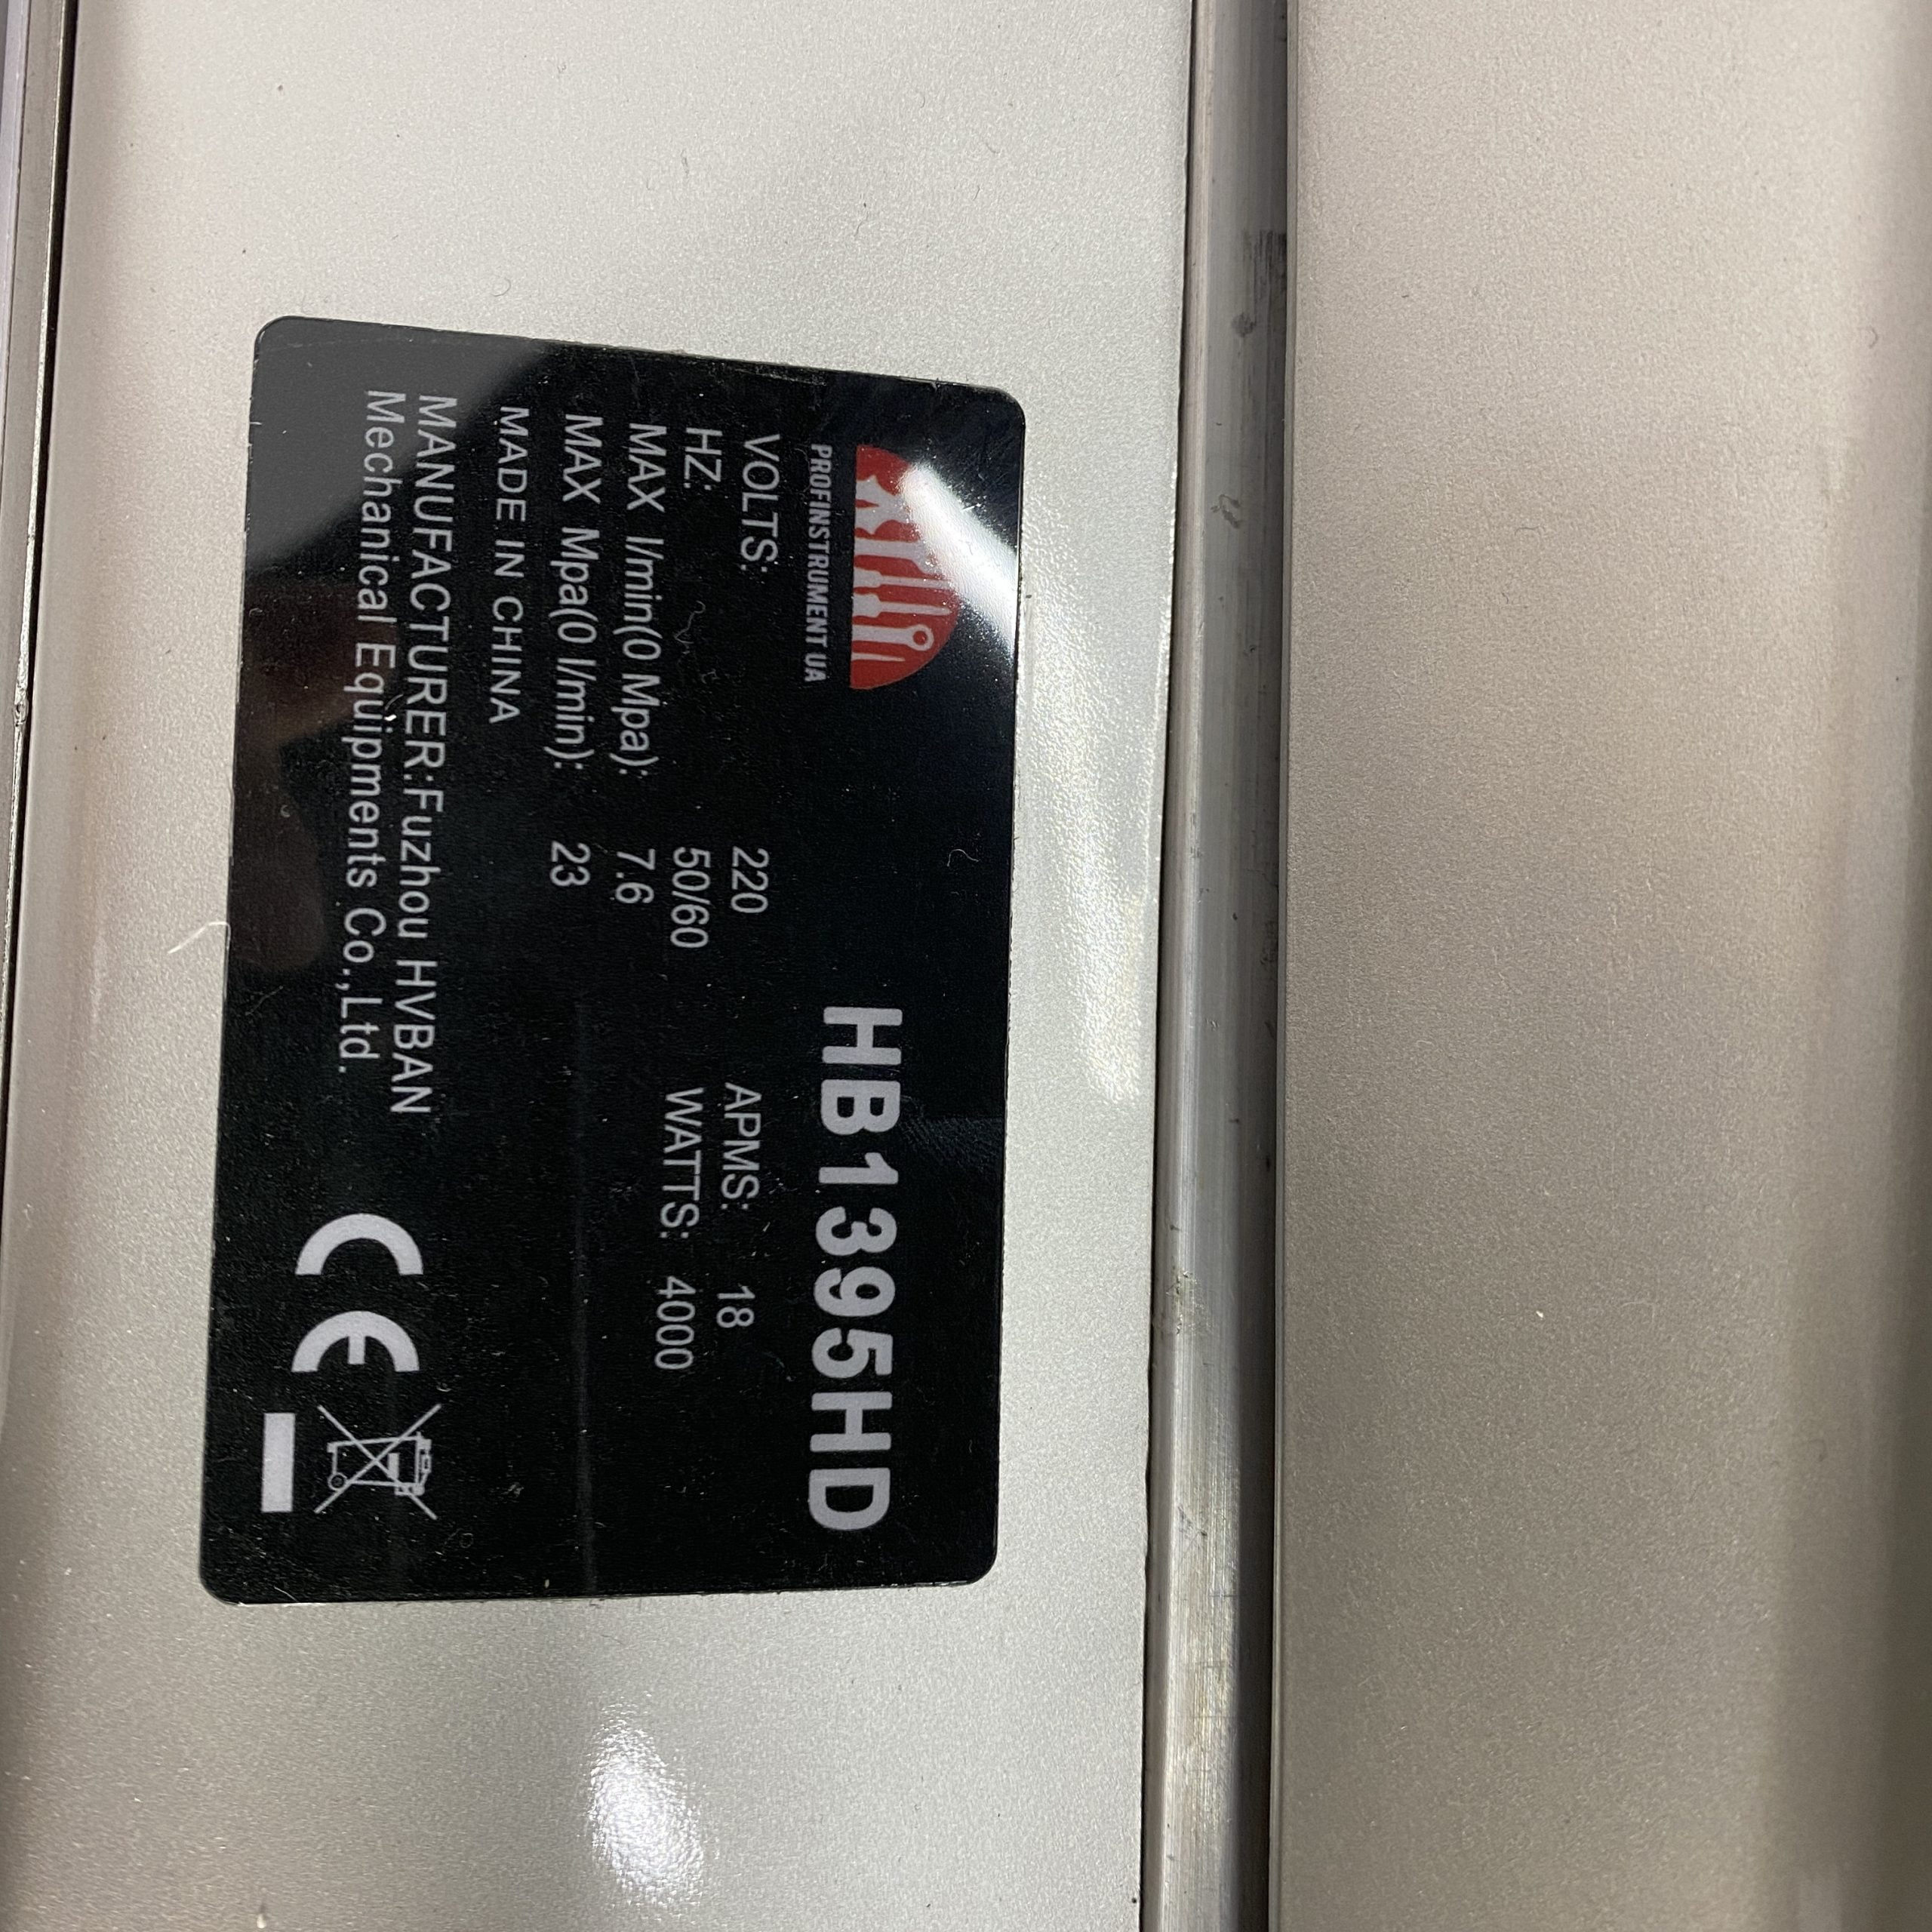 PROFINSTRUMENT UA
HB1395HD
VOLTS: 220 APMS: 18
HZ: 50/60 WATTS: 4000
MAX l/min(0 Mpa): 7.6
MAX Mpa(0 l/min): 23
MADE IN CHINA
MANUFACTURER:Fuzhou HVBAN
Mechanical Equipments Co.,Ltd.
CE